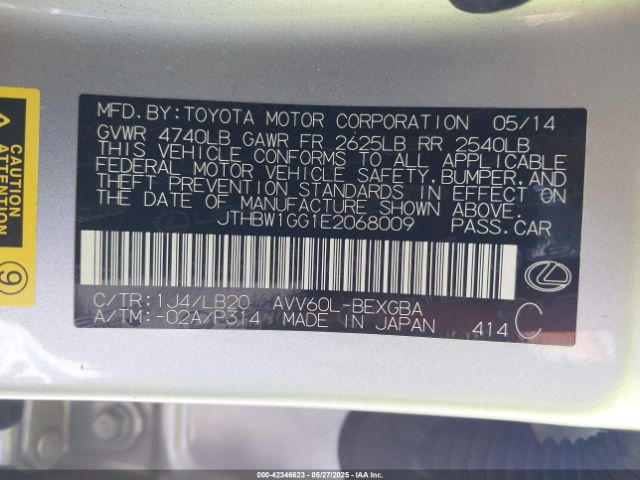 MFD.BY:TOYOTA MOTOR CORPORATION 05/14
GVWR 4740LB GAWR FR 2625LB RR 2540LB
THIS VEHICLE CONFORMS TO ALL APPLICABLE
FEDERAL MOTOR VEHICLE SAFETY,BUMPER,AND
THEFT PREVENTION STANDARDS IN EFFECT ON
THE DATE OF MANUFACTURE SHOWN ABOVE.
JTHBW1GG1E2068009 PASS.CAR
C/TR:1J4/LB20 AVV60L-BEXGBA
A/TM:-02A/P314 MADE IN JAPAN 414 C
9
000-42346623 - 05/27/2025 - IAA Inc.